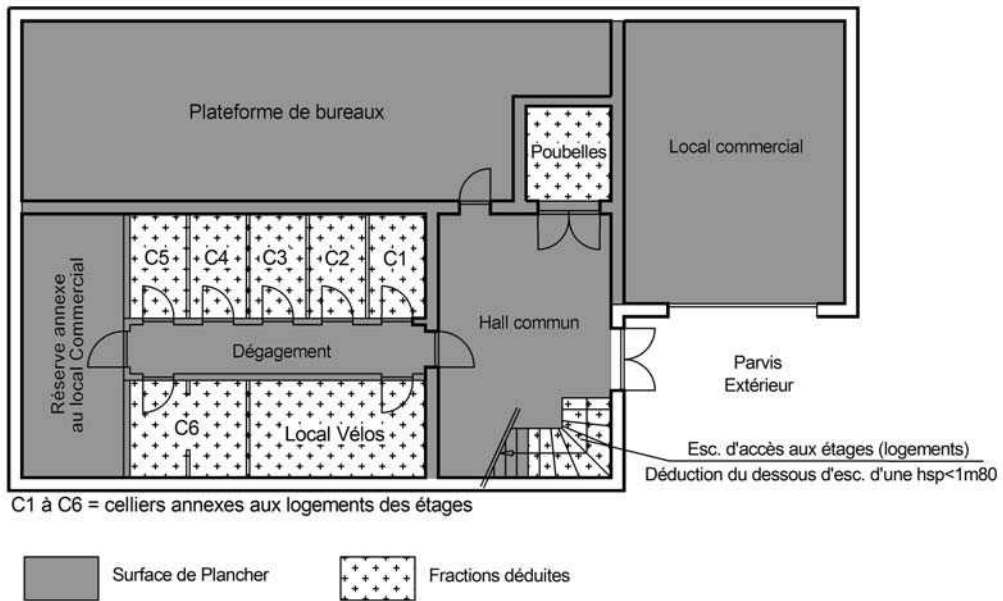 Plateforme de bureaux
Poubelles
Local commercial
C5
C4
C3
C2
C1
Réserve annexe
au local Commercial
Hall commun
Dégagement
Parvis
Extérieur
C6
Local Vélos
Esc. d'accès aux étages (logements)
Déduction du dessous d'esc. d'une hsp<1m80
C1 à C6 = celliers annexes aux logements des étages
Surface de Plancher
Fractions déduites